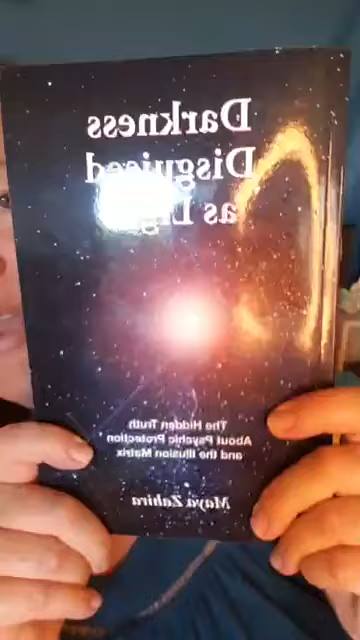 Darkness
Disguised
as
The Hidden Truth
About Psychic Protection
and the Illusion Matrix
Maya Zahira